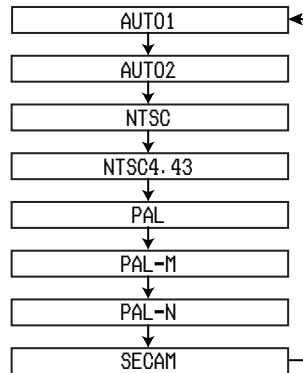 AUTO1
AUTO2
NTSC
NTSC4.43
PAL
PAL-M
PAL-N
SECAM